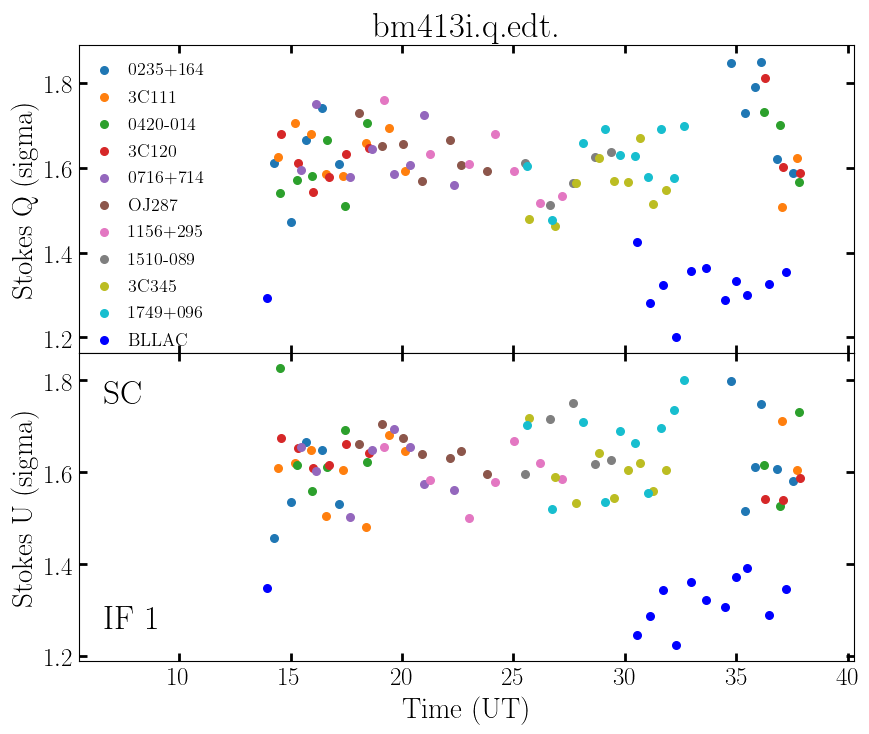 bm413i.q.edt.
Stokes Q (sigma)
1.8
1.6
1.4
1.2
0235+164
3C111
0420-014
3C120
0716+714
OJ287
1156+295
1510-089
3C345
1749+096
BLLAC
Stokes U (sigma)
1.8
1.6
1.4
1.2
SC
IF 1
10 15 20 25 30 35 40
Time (UT)